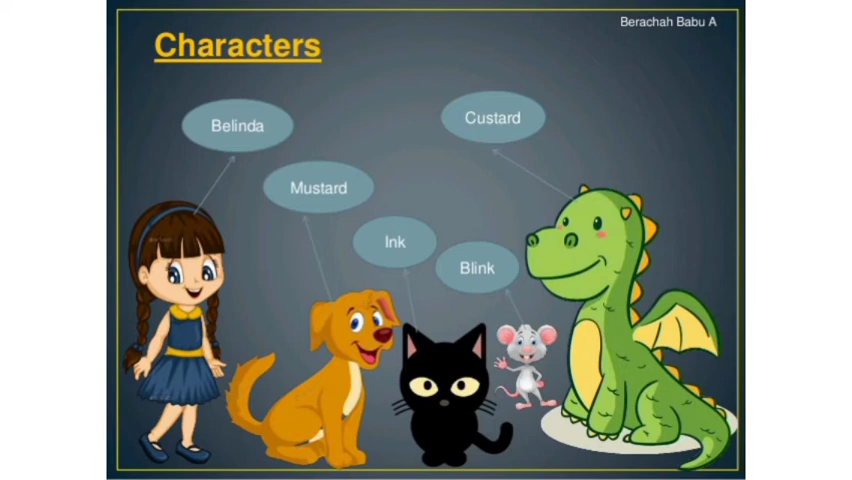 Berachah Babu A
Characters
Belinda
Custard
Mustard
Ink
Blink